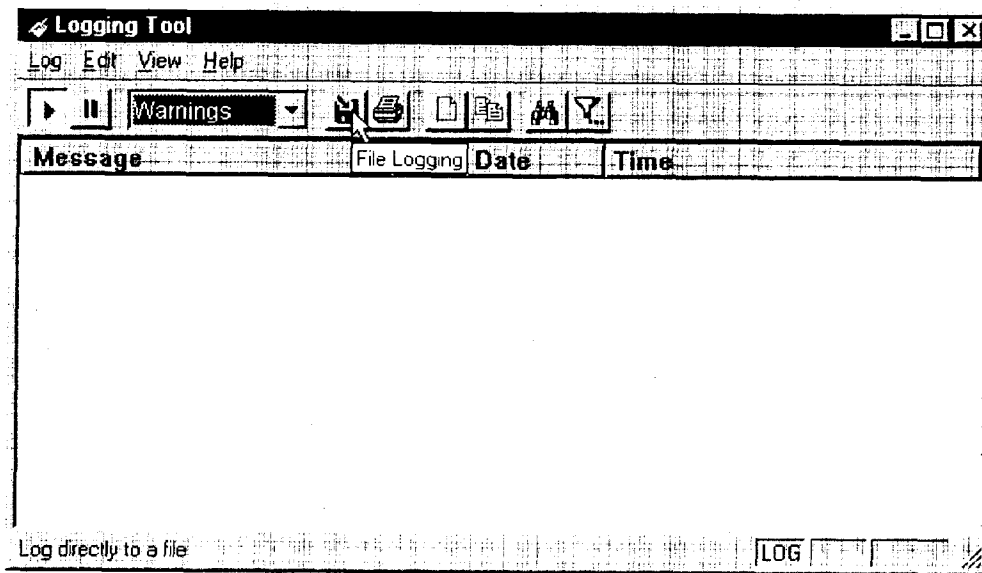 Logging Tool
Log Edit View Help
Warnings
Message File Logging Date Time
Log directly to a file LOG